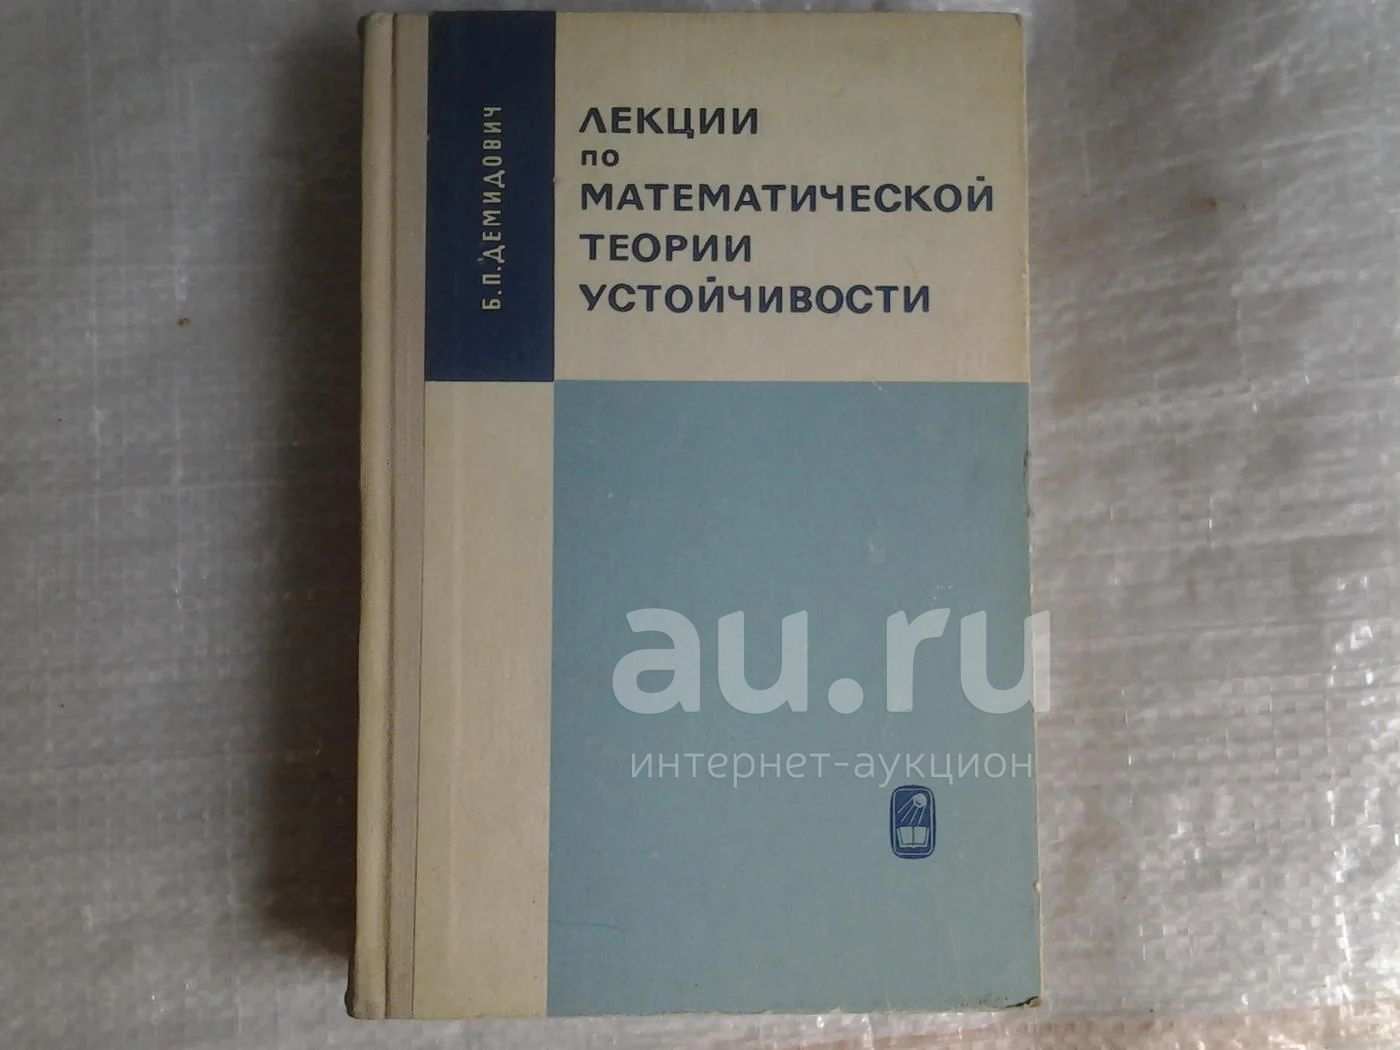 Б.П.ДЕМИДОВИЧ
ЛЕКЦИИ
ПО
МАТЕМАТИЧЕСКОЙ
ТЕОРИИ
УСТОЙЧИВОСТИ
au.ru
интернет-аукцион